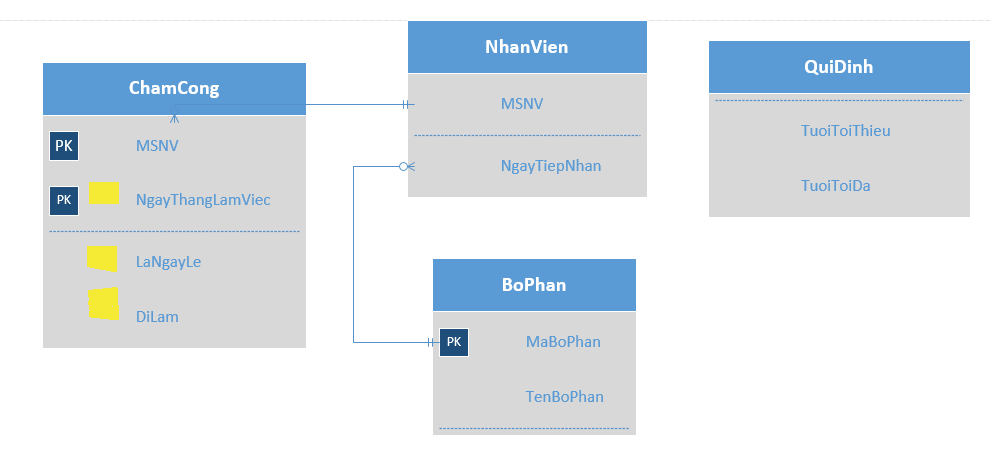 ChamCong
PK MSNV
PK NgayThangLamViec
LaNgayLe
DiLam
NhanVien
MSNV
NgayTiepNhan
BoPhan
PK MaBoPhan
TenBoPhan
QuiDinh
TuoiToiThieu
TuoiToiDa